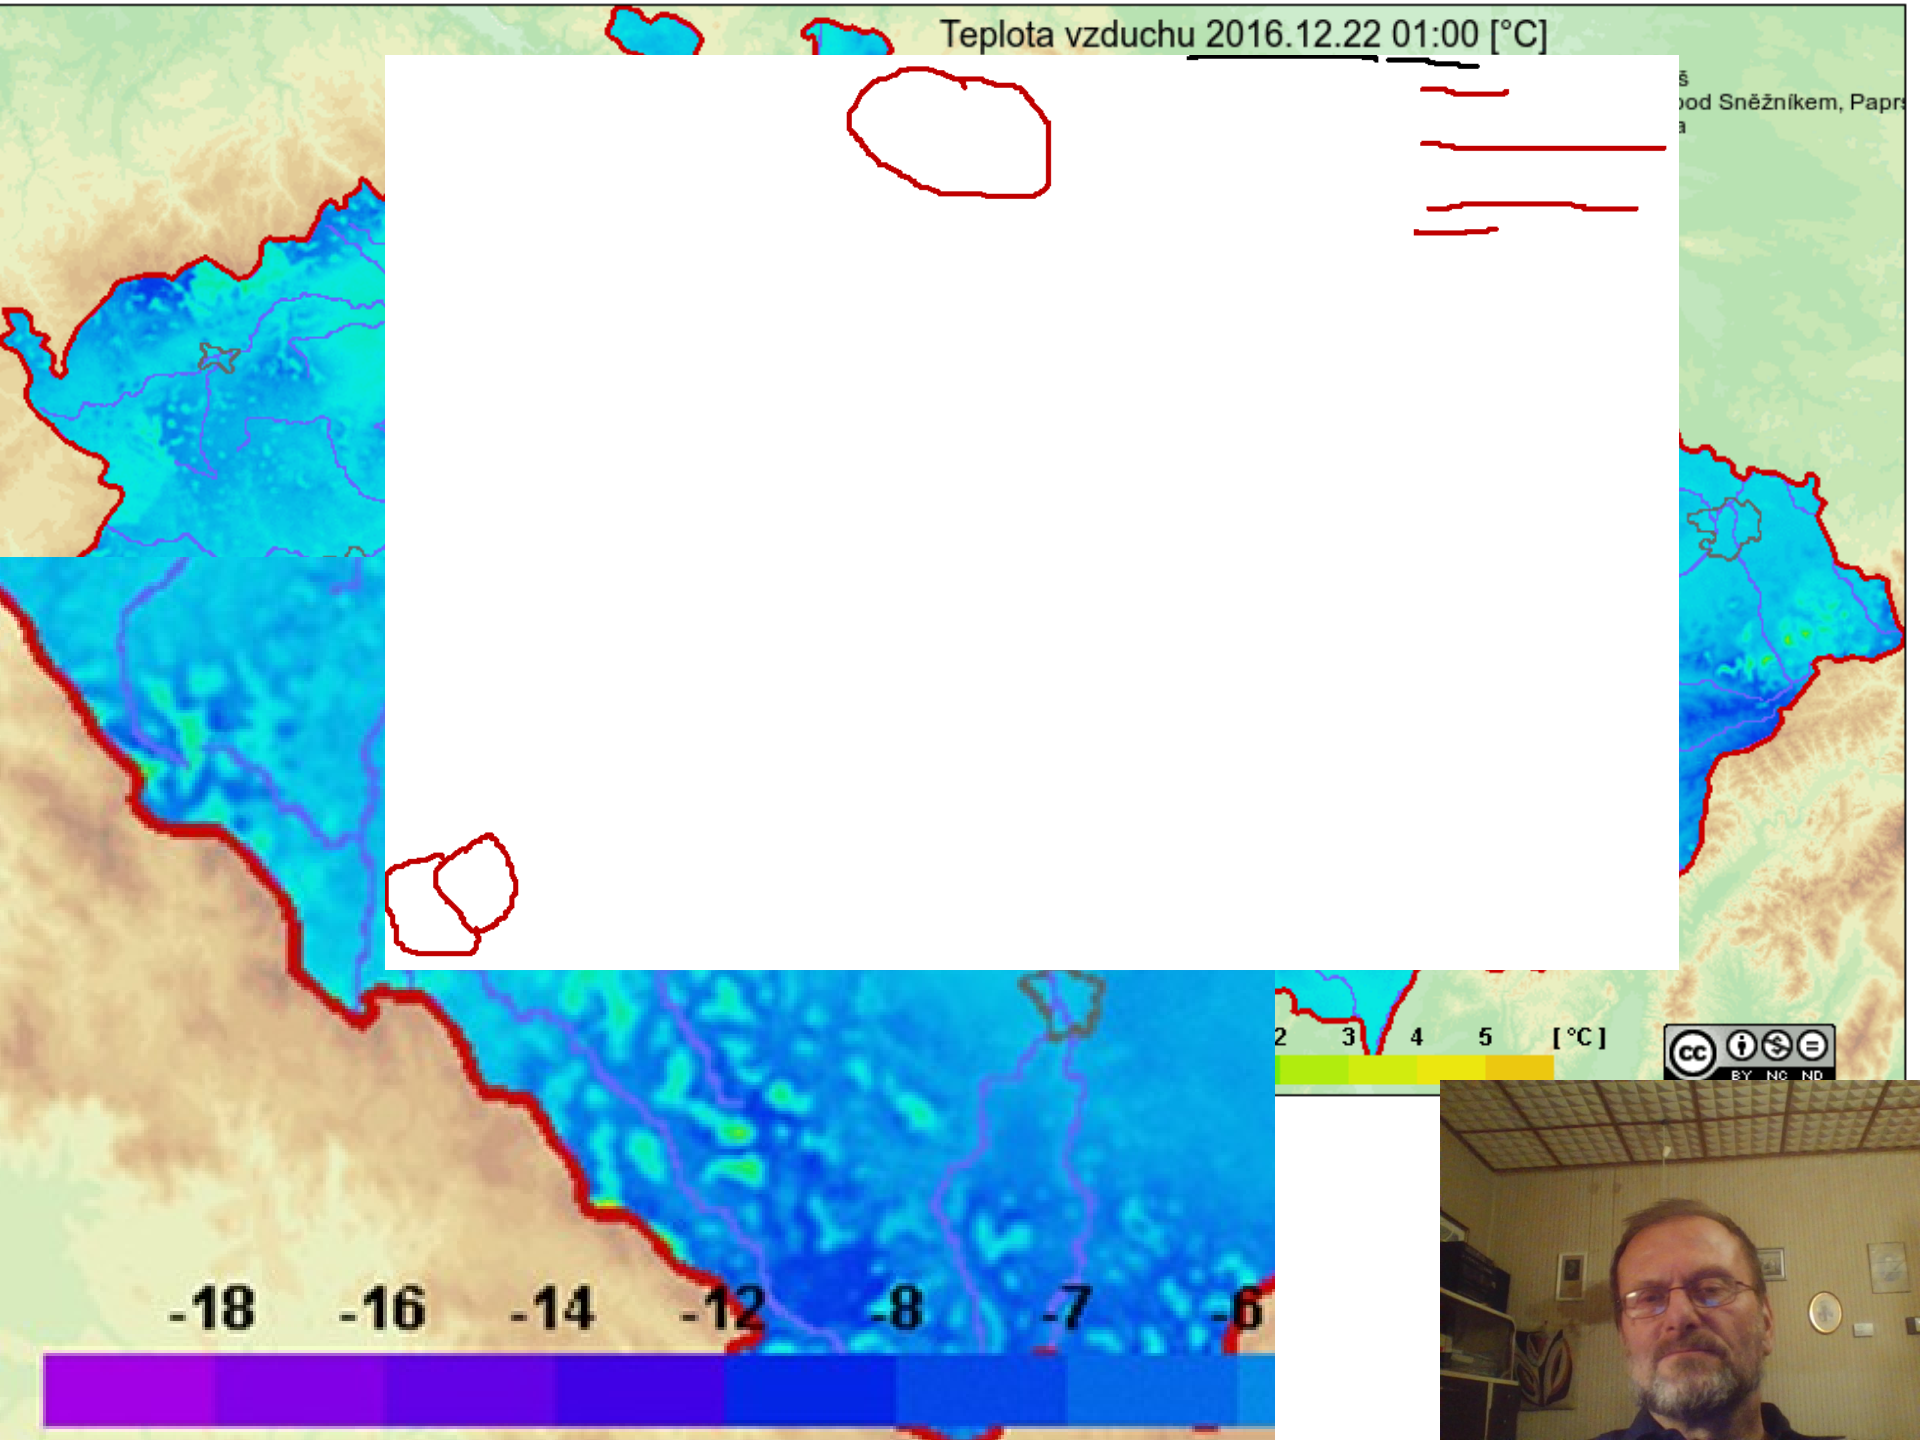 Teplota vzduchu 2016.12.22 01:00 [°C]
š
pod Sněžníkem, Paprs
a
2 3 4 5 [°C]
cc
BY NC ND
-18 -16 -14 -12 -8 -7 -6